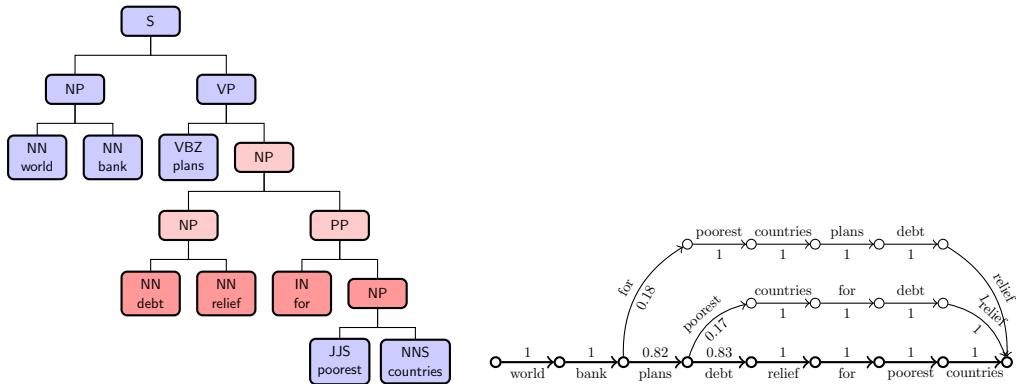 S
NP
VP
NN
world
NN
bank
VBZ
plans
NP
NP
PP
NN
debt
NN
relief
IN
for
NP
JJS
poorest
NNS
countries
poorest countries plans debt
1 1 1 1
for
0.18
relief
1
poorest
0.17
countries for debt
1 1 1
relief
1
1 1 0.82 0.83 1 1 1 1
world bank plans debt relief for poorest countries